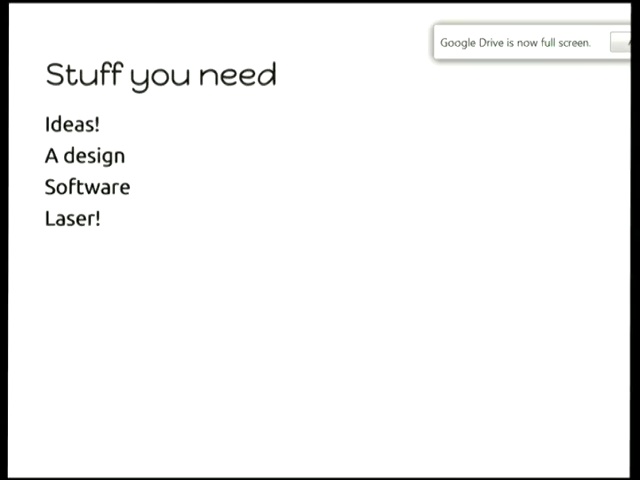 Google Drive is now full screen.
Stuff you need
Ideas!
A design
Software
Laser!